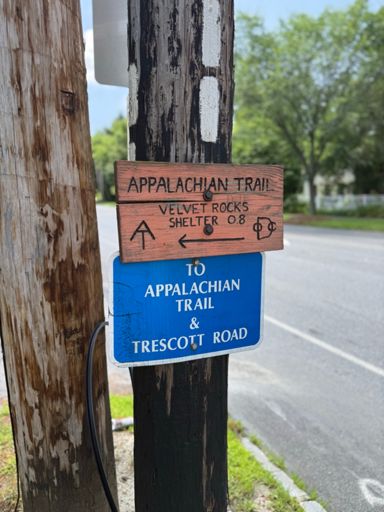 APPALACHIAN TRAIL
VELVET ROCKS
SHELTER 0.8
TO
APPALACHIAN
TRAIL
&
TRESCOTT ROAD